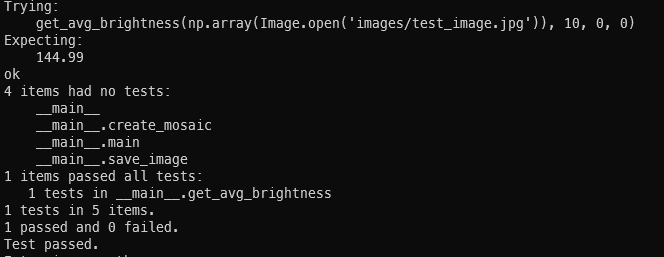 Trying:
    get_avg_brightness(np.array(Image.open('images/test_image.jpg')), 10, 0, 0)
Expecting:
    144.99
ok
4 items had no tests:
    __main__
    __main__.create_mosaic
    __main__.main
    __main__.save_image
1 items passed all tests:
   1 tests in __main__.get_avg_brightness
1 tests in 5 items.
1 passed and 0 failed.
Test passed.